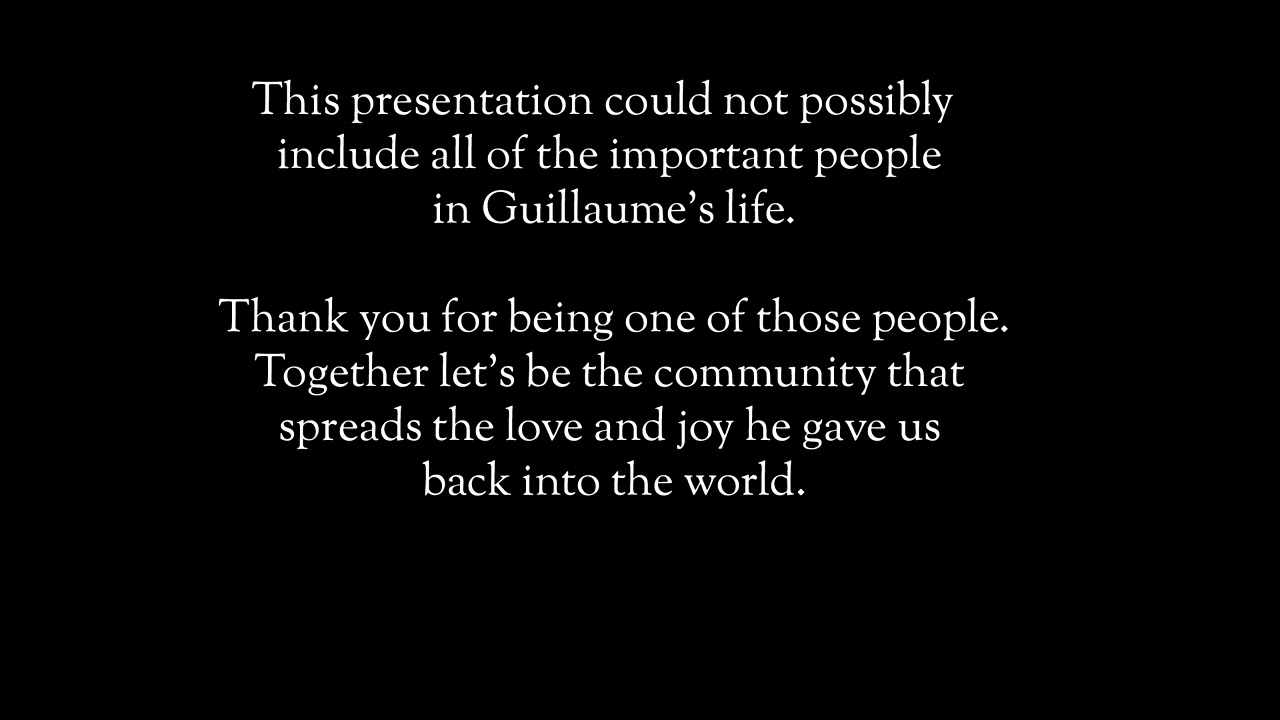 This presentation could not possibly
include all of the important people
in Guillaume’s life.
Thank you for being one of those people.
Together let’s be the community that
spreads the love and joy he gave us
back into the world.